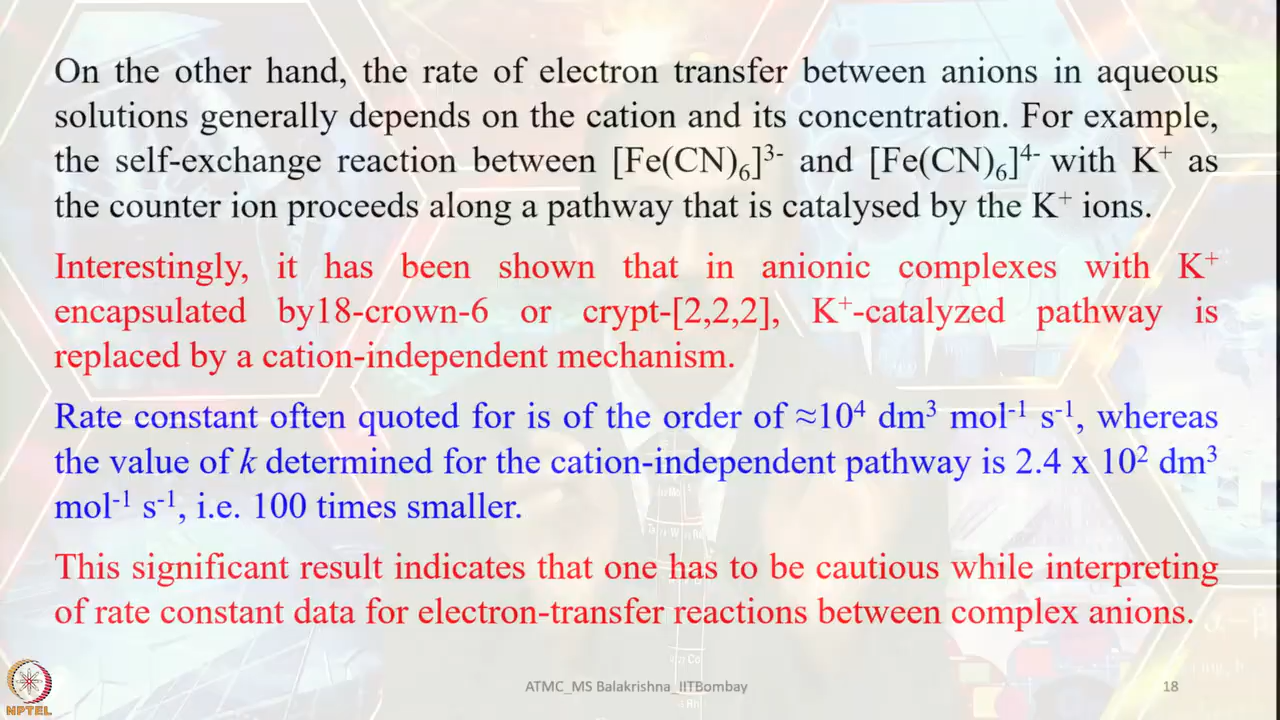 On the other hand, the rate of electron transfer between anions in aqueous
solutions generally depends on the cation and its concentration. For example,
the self-exchange reaction between [Fe(CN)₆]³⁻ and [Fe(CN)₆]⁴⁻ with K⁺ as
the counter ion proceeds along a pathway that is catalysed by the K⁺ ions.
Interestingly, it has been shown that in anionic complexes with K⁺
encapsulated by18-crown-6 or crypt-[2,2,2], K⁺-catalyzed pathway is
replaced by a cation-independent mechanism.
Rate constant often quoted for is of the order of ≈10⁴ dm³ mol⁻¹ s⁻¹, whereas
the value of k determined for the cation-independent pathway is 2.4 x 10² dm³
mol⁻¹ s⁻¹, i.e. 100 times smaller.
This significant result indicates that one has to be cautious while interpreting
of rate constant data for electron-transfer reactions between complex anions.
NPTEL
ATMC_MS Balakrishna_IITBombay
18